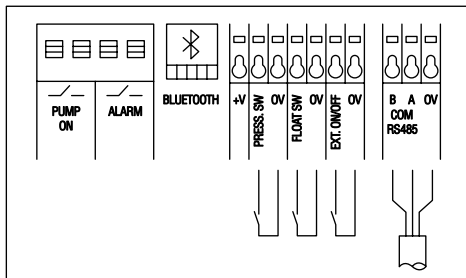 PUMP
ON
ALARM
BLUETOOTH
+V
PRESS. SW
0V
FLOAT SW
0V
EXT. ON/OFF
0V
B A 0V
COM
RS485